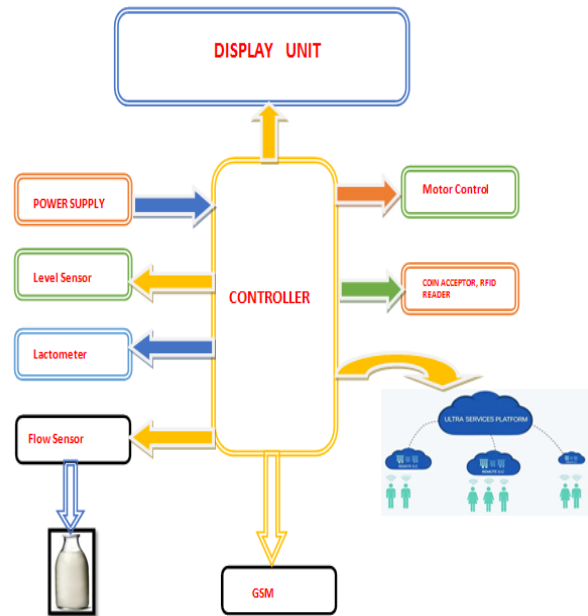 DISPLAY UNIT
POWER SUPPLY
Motor Control
Level Sensor
CONTROLLER
COIN ACCEPTOR, RFID
READER
Lactometer
ULTRA SERVICES PLATFORM
Flow Sensor
GSM